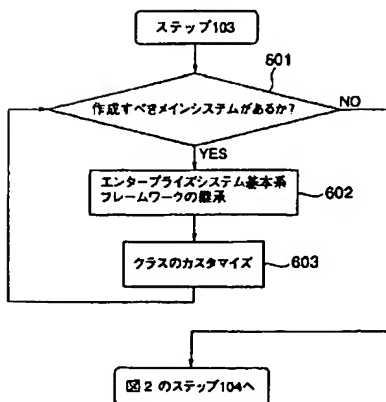 ステップ103
601
作成すべきメインシステムがあるか?
NO
YES
エンタープライズシステム基本系
フレームワークの継承
602
クラスのカスタマイズ
603
図2のステップ104へ